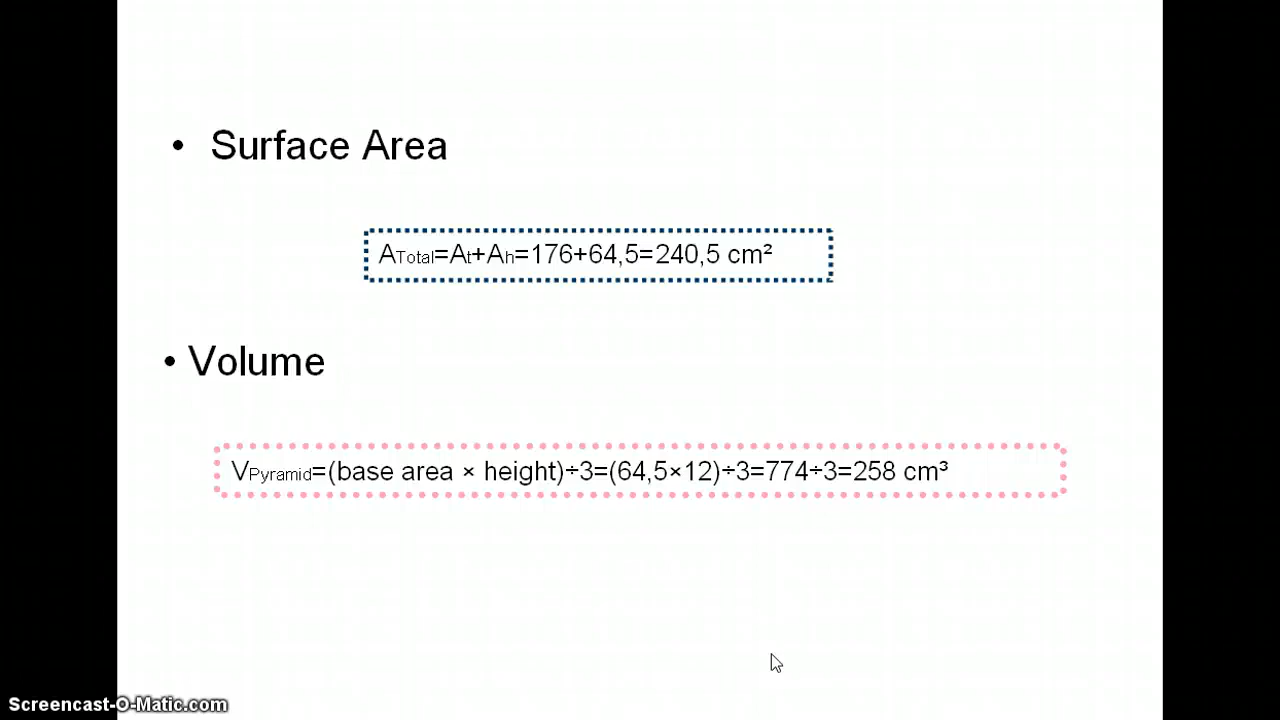 • Surface Area
ATotal=At+Ah=176+64,5=240,5 cm²
• Volume
VPyramid=(base area × height)÷3=(64,5×12)÷3=774÷3=258 cm³
Screencast-O-Matic.com